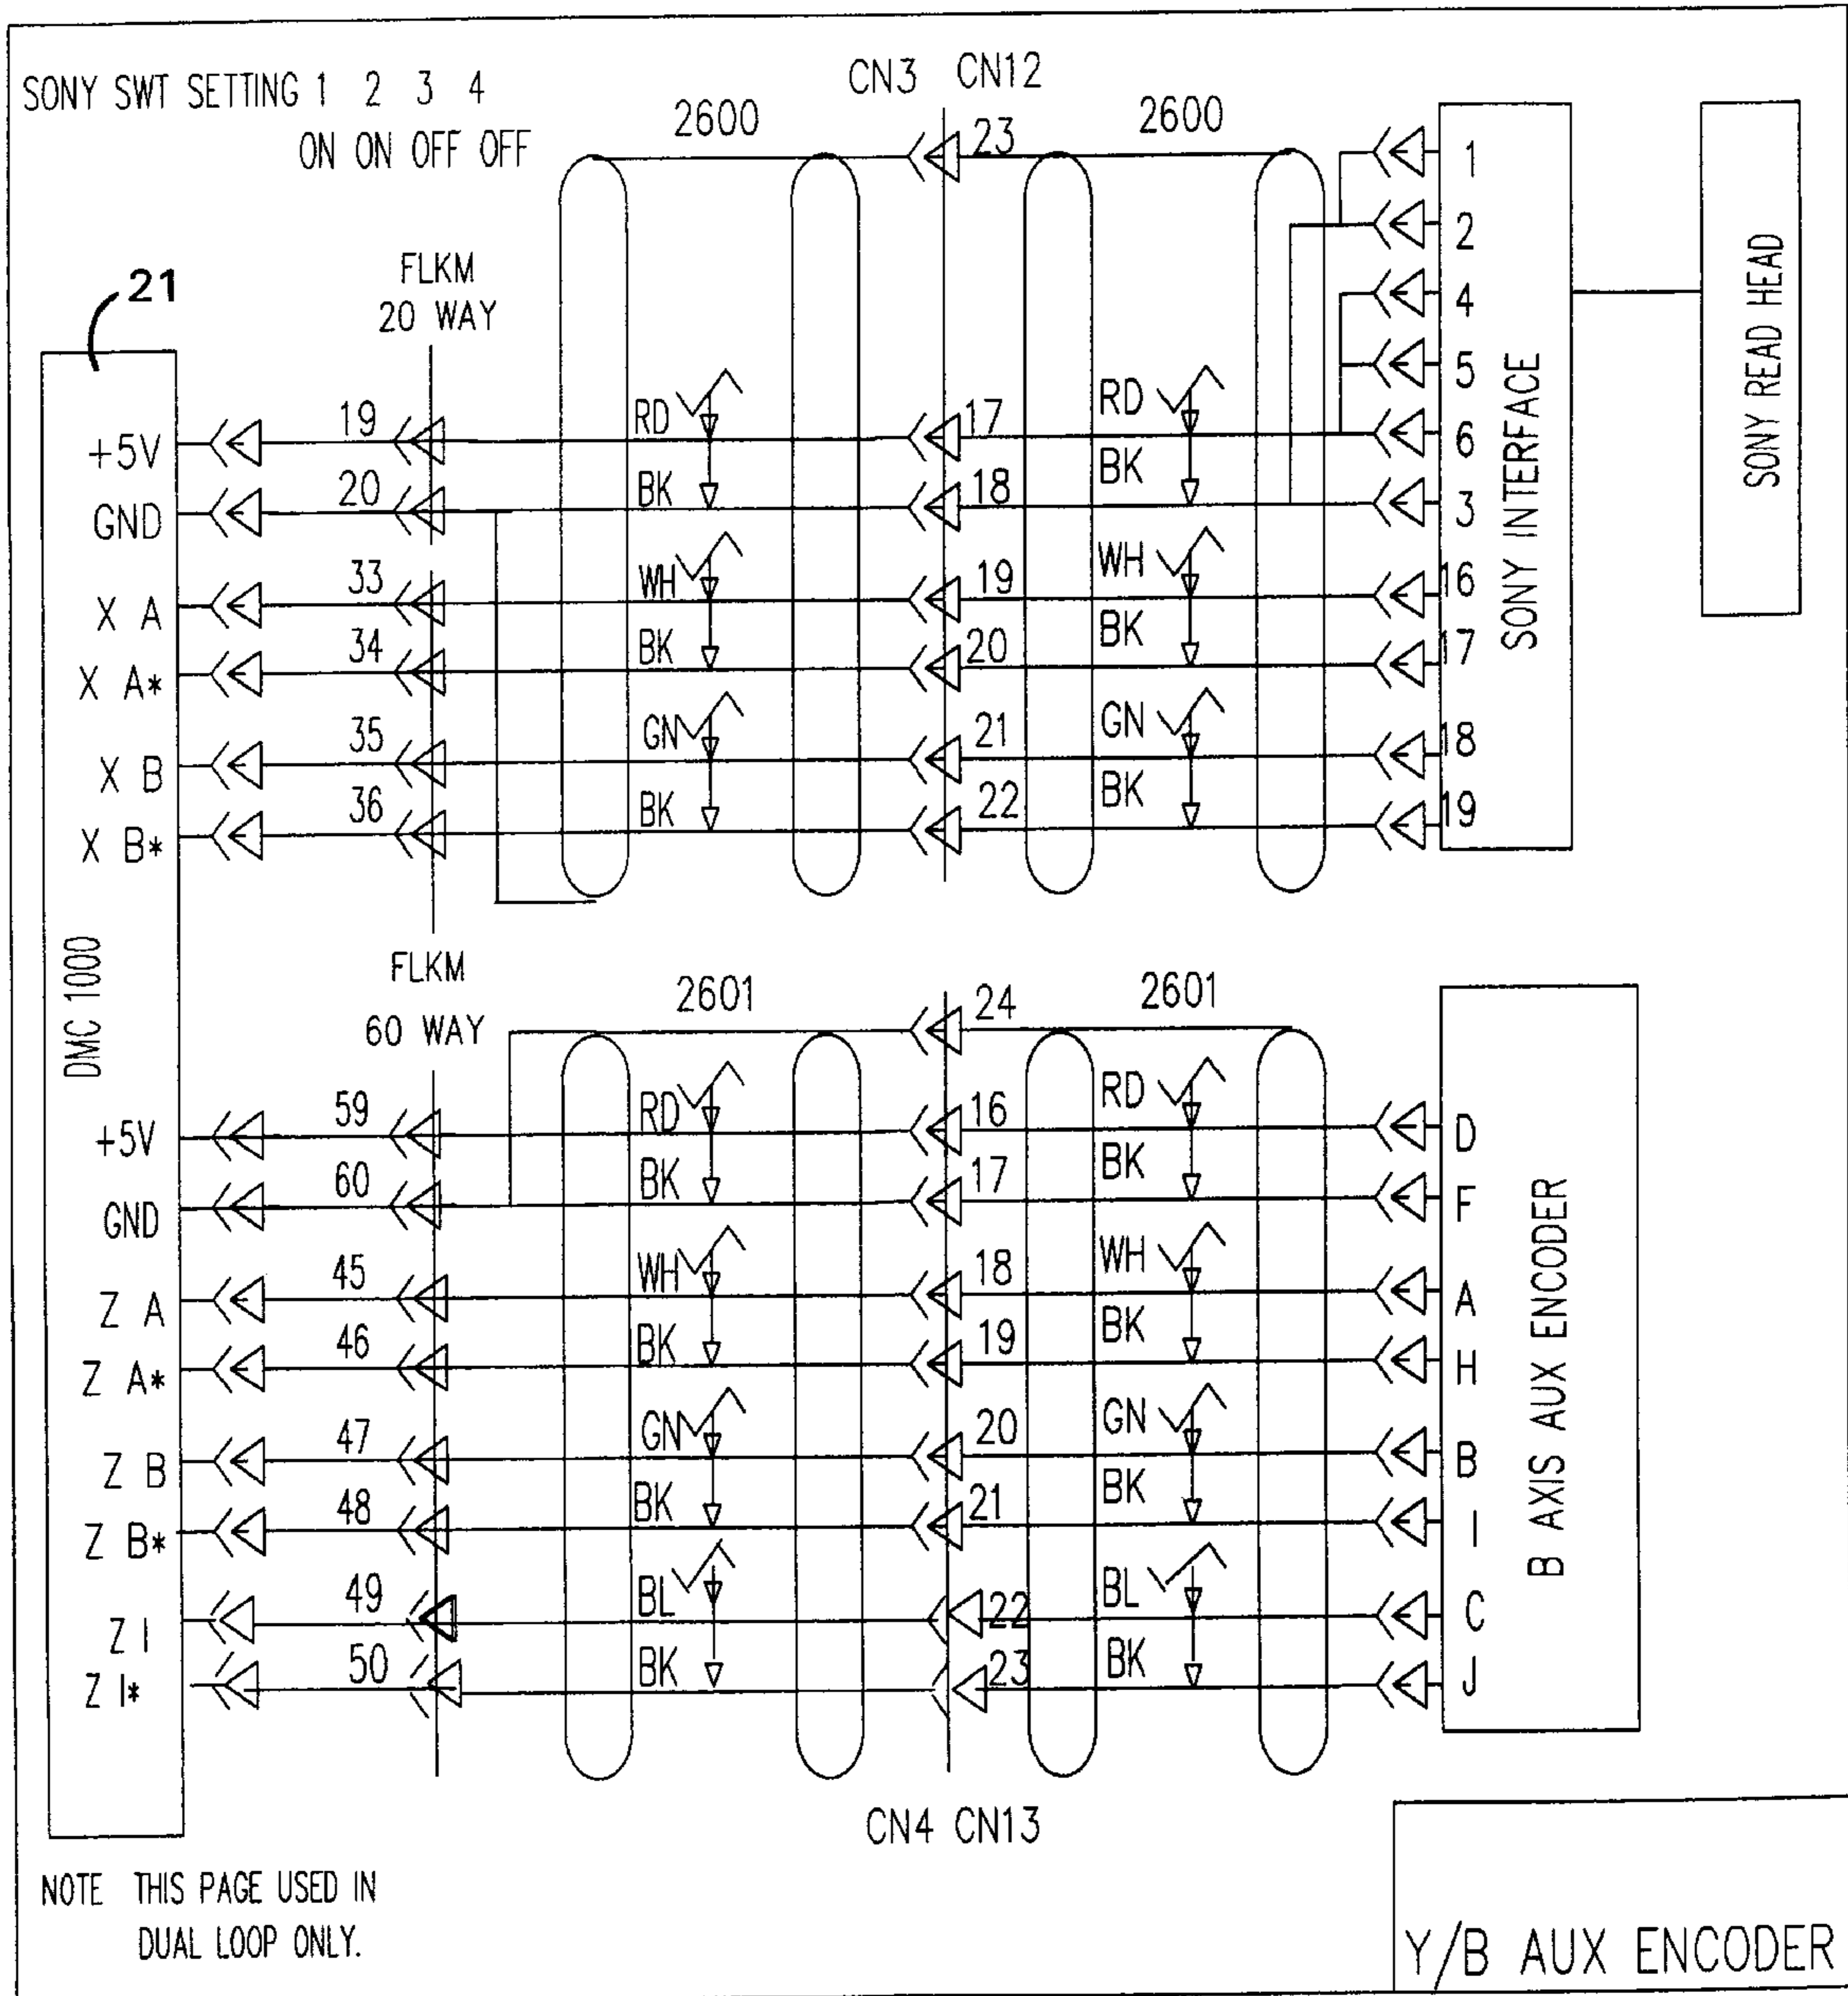 SONY SWT SETTING 1 2 3 4
ON ON OFF OFF
CN3 CN12
2600
23
2600
1
2
4
5
6
3
16
17
18
19
SONY INTERFACE
SONY READ HEAD
21
FLKM
20 WAY
+5V 19 RD 17 RD
GND 20 BK 18 BK
X A 33 WH 19 WH
X A* 34 BK 20 BK
X B 35 GN 21 GN
X B* 36 BK 22 BK
DMC 1000
FLKM
60 WAY
2601
24
2601
+5V 59 RD 16 RD D
GND 60 BK 17 BK F
Z A 45 WH 18 WH A
Z A* 46 BK 19 BK H
Z B 47 GN 20 GN B
Z B* 48 BK 21 BK I
Z I 49 BL 22 BL C
Z I* 50 BK 23 BK J
B AXIS AUX ENCODER
CN4 CN13
NOTE THIS PAGE USED IN
DUAL LOOP ONLY.
Y/B AUX ENCODER